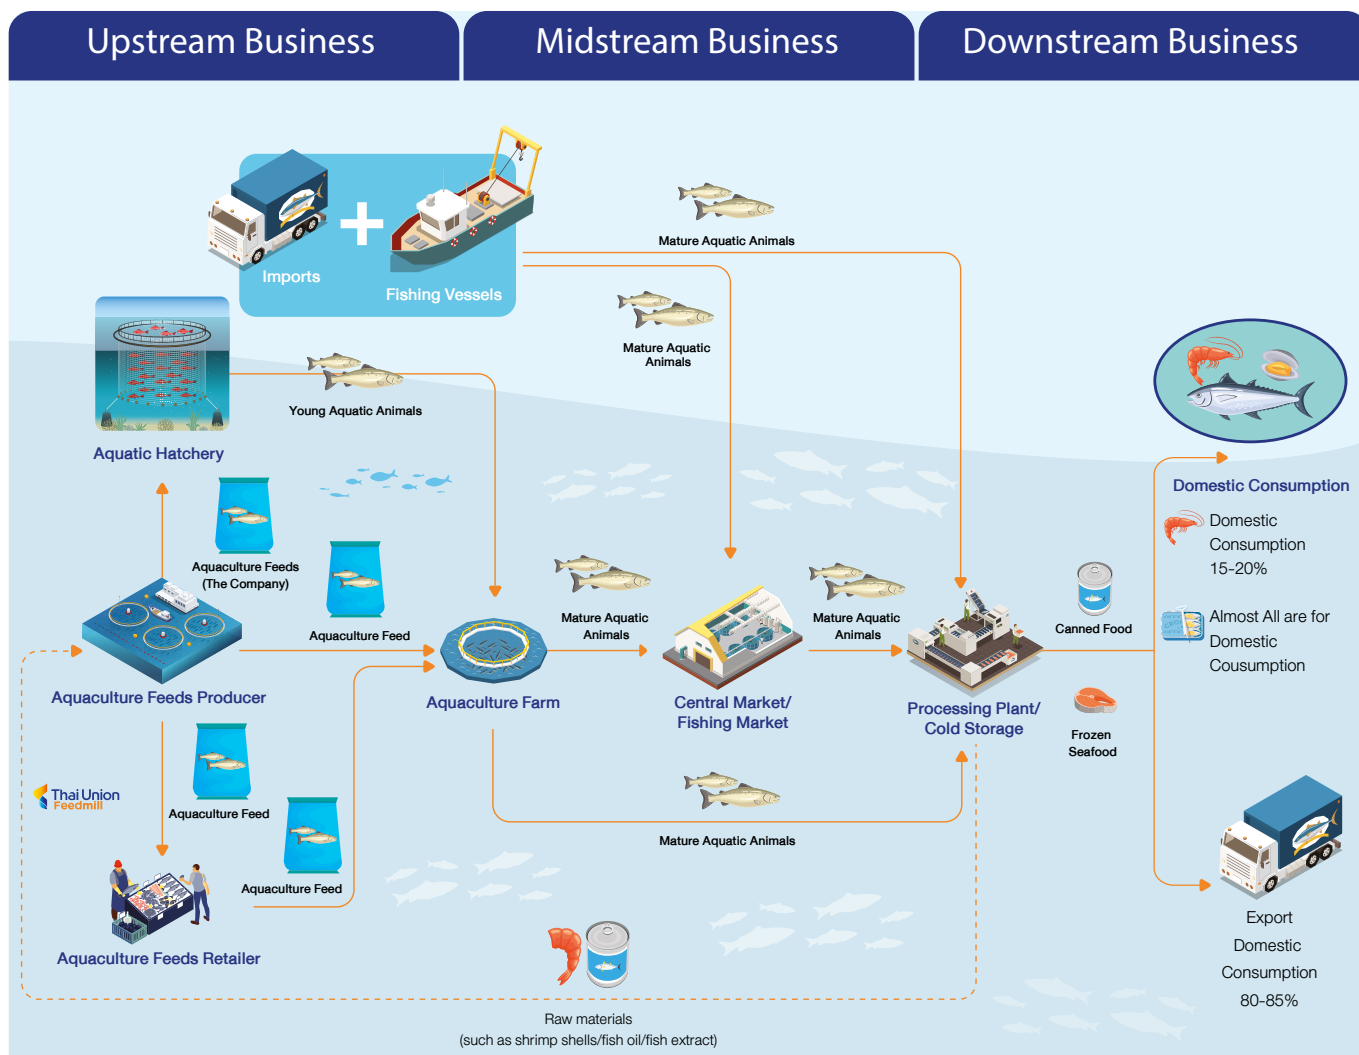 Upstream Business
Midstream Business
Downstream Business
Imports
Fishing Vessels
Mature Aquatic Animals
Mature Aquatic
Animals
Young Aquatic Animals
Aquatic Hatchery
Aquaculture Feeds
(The Company)
Aquaculture Feed
Mature Aquatic
Animals
Mature Aquatic
Animals
Aquaculture Feeds Producer
Aquaculture Farm
Central Market/
Fishing Market
Processing Plant/
Cold Storage
Canned Food
Frozen
Seafood
Domestic Consumption
Domestic
Consumption
15-20%
Almost All are for
Domestic
Cousumption
Thai Union
Feedmill
Aquaculture Feed
Aquaculture Feed
Mature Aquatic Animals
Aquaculture Feeds Retailer
Export
Domestic
Consumption
80-85%
Raw materials
(such as shrimp shells/fish oil/fish extract)